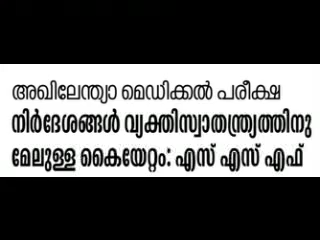 അഖിലേന്ത്യാ മെഡിക്കൽ പരീക്ഷ
നിർദേശങ്ങൾ വ്യക്തിസ്വാതന്ത്ര്യത്തിനു
മേലുള്ള കൈയേറ്റം: എസ് എസ് എഫ്